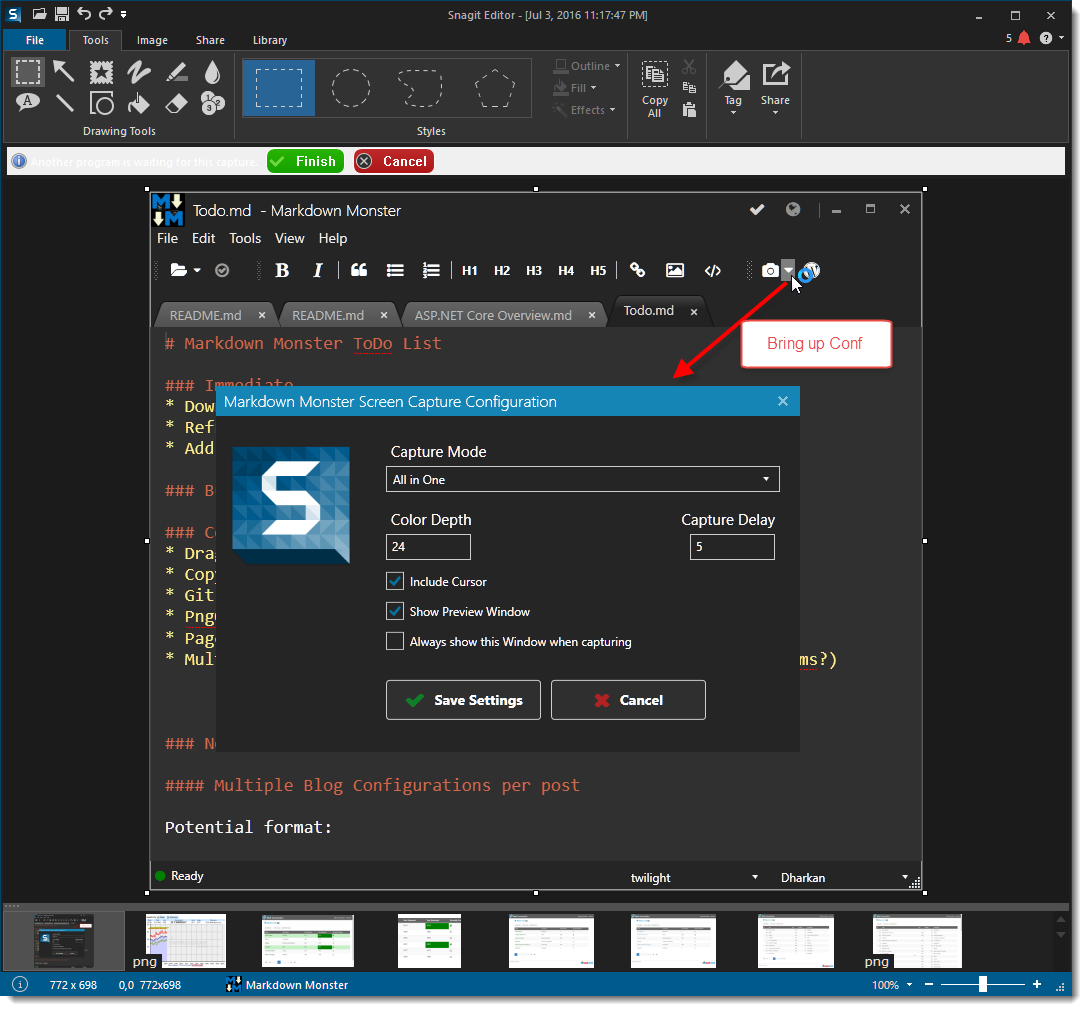 Snagit Editor - [Jul 3, 2016 11:17:47 PM]
File Tools Image Share Library
5
Outline
Fill
Effects
Copy All
Tag
Share
Drawing Tools
Styles
Another program is waiting for this capture.
Finish
Cancel
Todo.md - Markdown Monster
File Edit Tools View Help
B I H1 H2 H3 H4 H5
README.md README.md ASP.NET Core Overview.md Todo.md
# Markdown Monster ToDo List
Bring up Conf
### Immediate
Markdown Monster Screen Capture Configuration
* Dow
* Ref
* Add
### B
### C
* Dra
* Copy
* Git
* Png
* Pag
* Mul
ms?)
Capture Mode
All in One
Color Depth
Capture Delay
24
5
Include Cursor
Show Preview Window
Always show this Window when capturing
Save Settings
Cancel
### N
#### Multiple Blog Configurations per post
Potential format:
Ready
twilight
Dharkan
png
png
772 x 698
0,0 772x698
Markdown Monster
100%